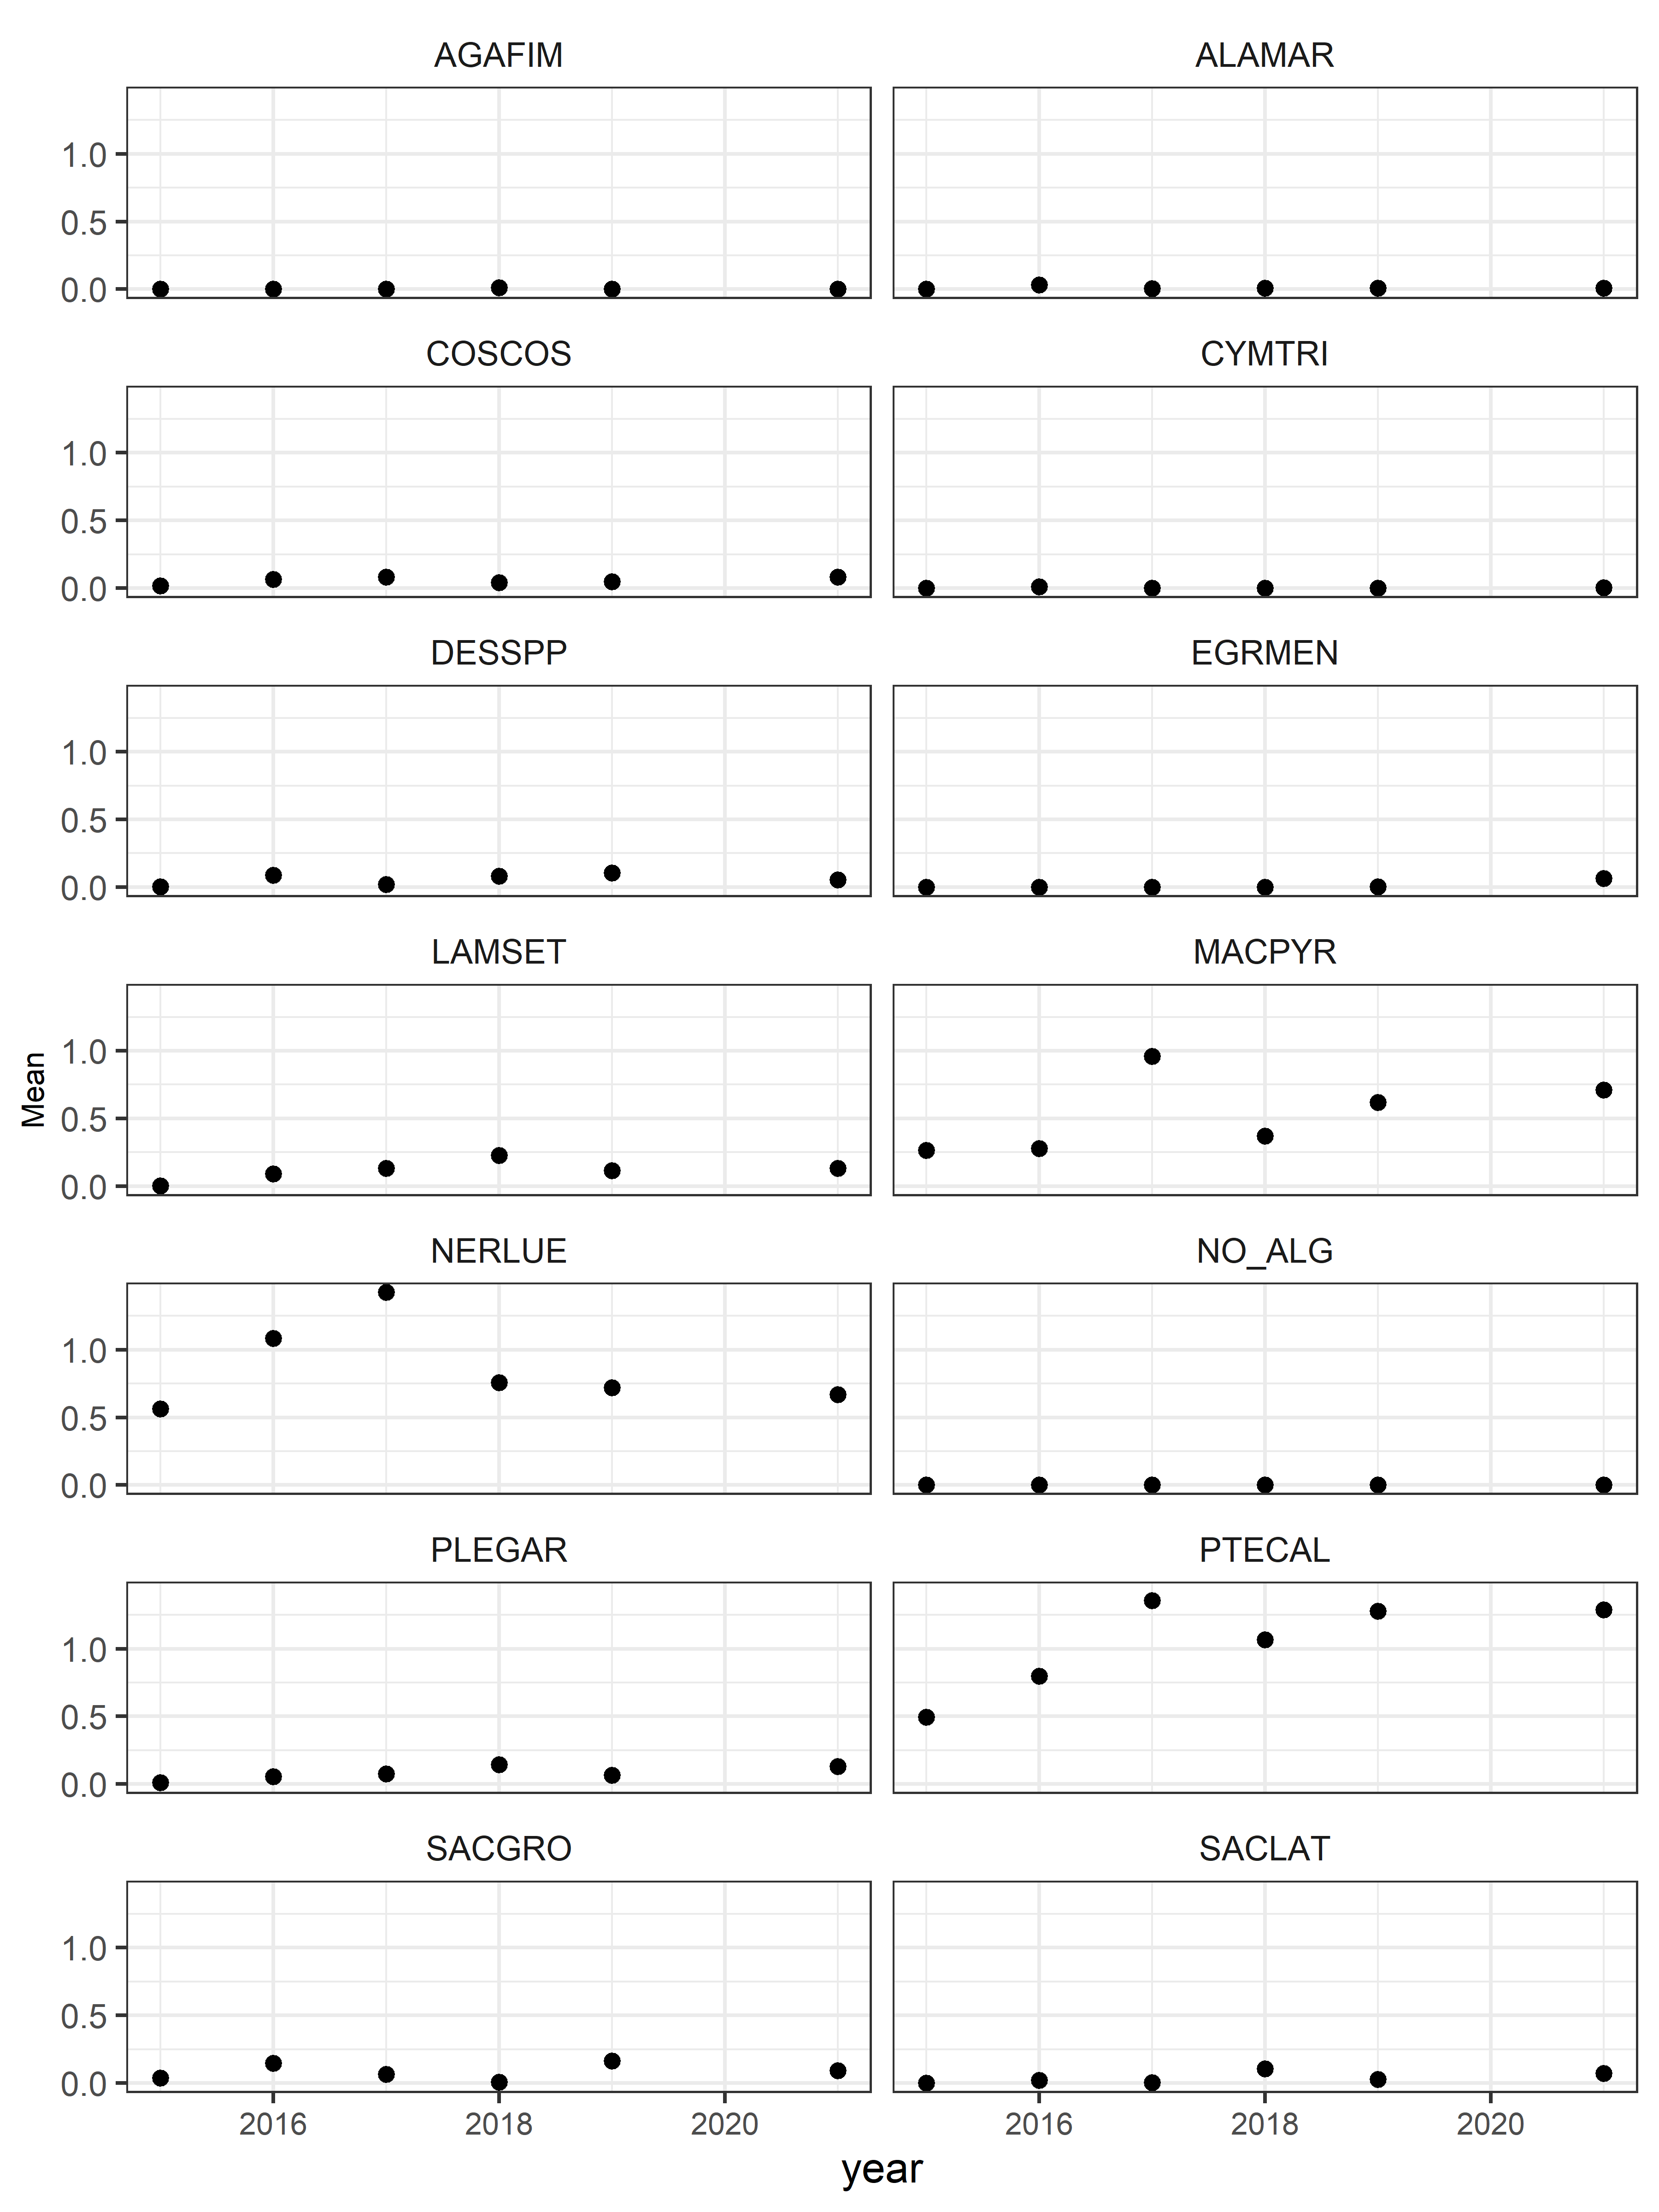 AGAFIM ALAMAR
1.0
0.5
0.0
COSCOS CYMTRI
1.0
0.5
0.0
DESSPP EGRMEN
1.0
0.5
0.0
LAMSET MACPYR
1.0
0.5
0.0
Mean
NERLUE NO_ALG
1.0
0.5
0.0
PLEGAR PTECAL
1.0
0.5
0.0
SACGRO SACLAT
1.0
0.5
0.0
2016 2018 2020 2016 2018 2020
year